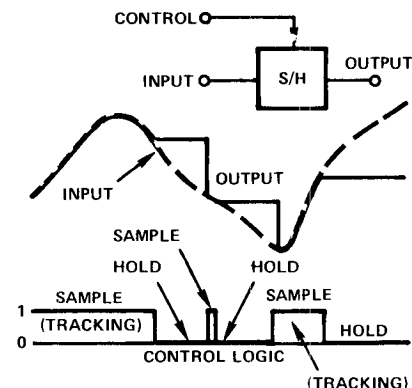 CONTROL
INPUT
S/H
OUTPUT
INPUT
OUTPUT
SAMPLE
HOLD
HOLD
SAMPLE
(TRACKING)
SAMPLE
1
0
CONTROL LOGIC
HOLD
(TRACKING)